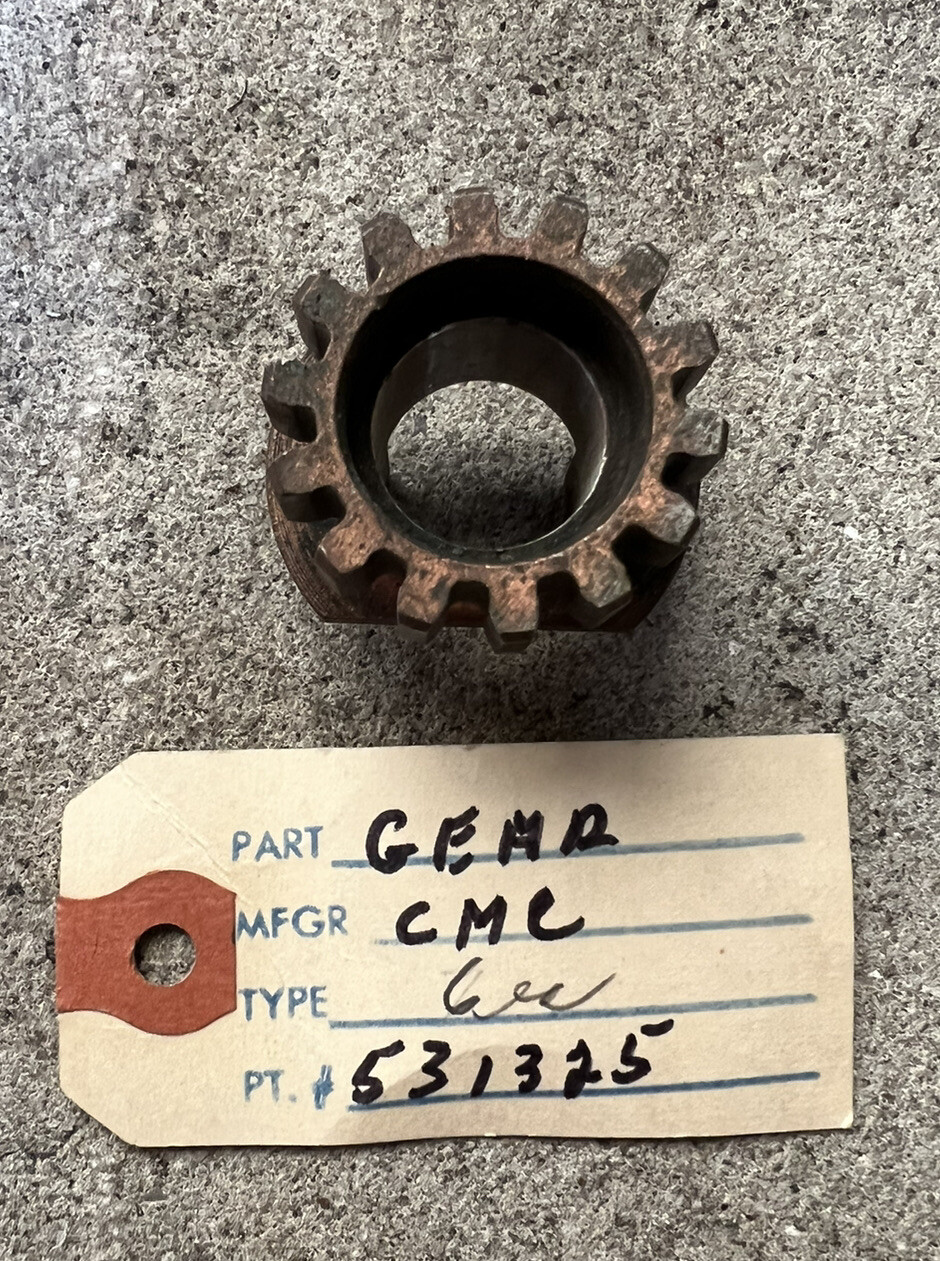 PART GEAR
MFGR CMC
TYPE
PT. # 531325